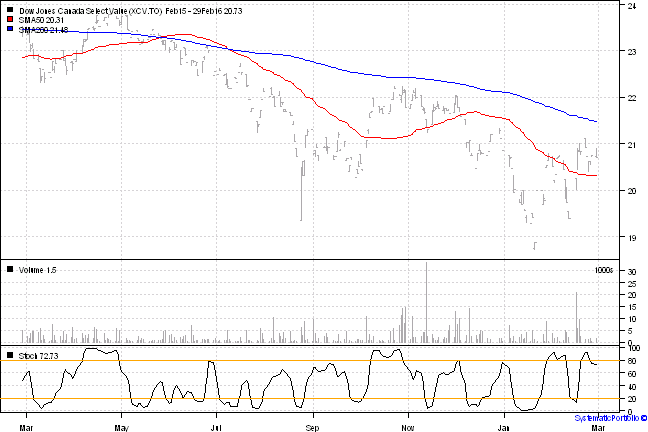 Dow Jones Canada Select Value (XCV.TO) Feb15 - 29Feb16 20.73
SMA50 20.31
SMA200 21.48
24
23
22
21
20
19
Volume 1.5
1000s
30
25
20
15
10
5
0
Stoch 72.73
100
80
60
40
20
0
Mar
May
Jul
Sep
Nov
Jan
Mar
SystematicPortfolio ©